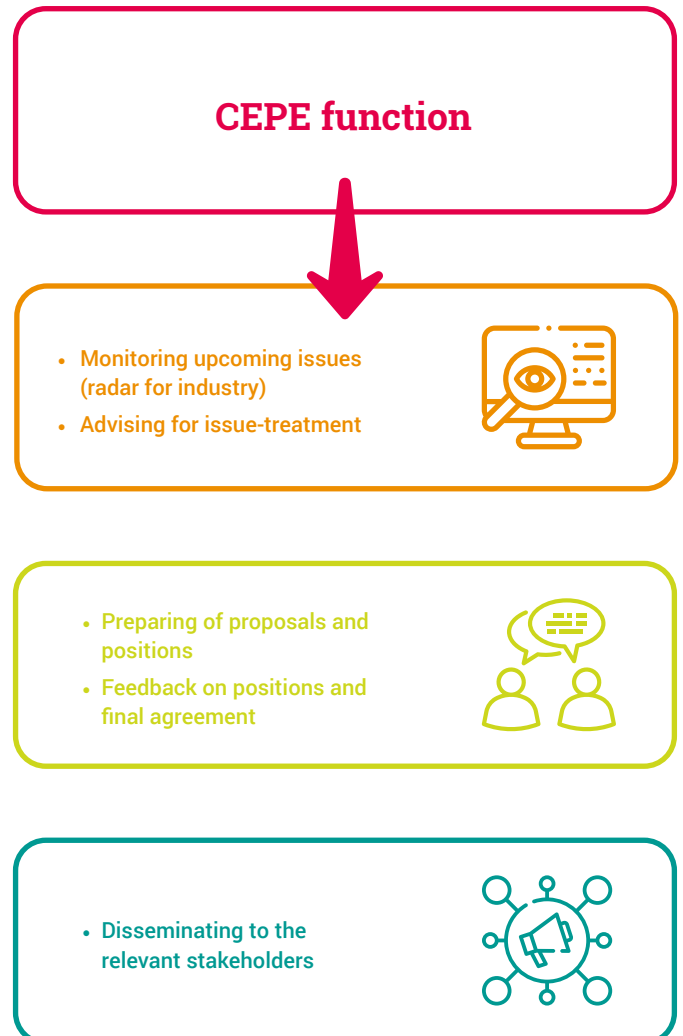 CEPE function
• Monitoring upcoming issues
(radar for industry)
• Advising for issue-treatment
• Preparing of proposals and
positions
• Feedback on positions and
final agreement
• Disseminating to the
relevant stakeholders